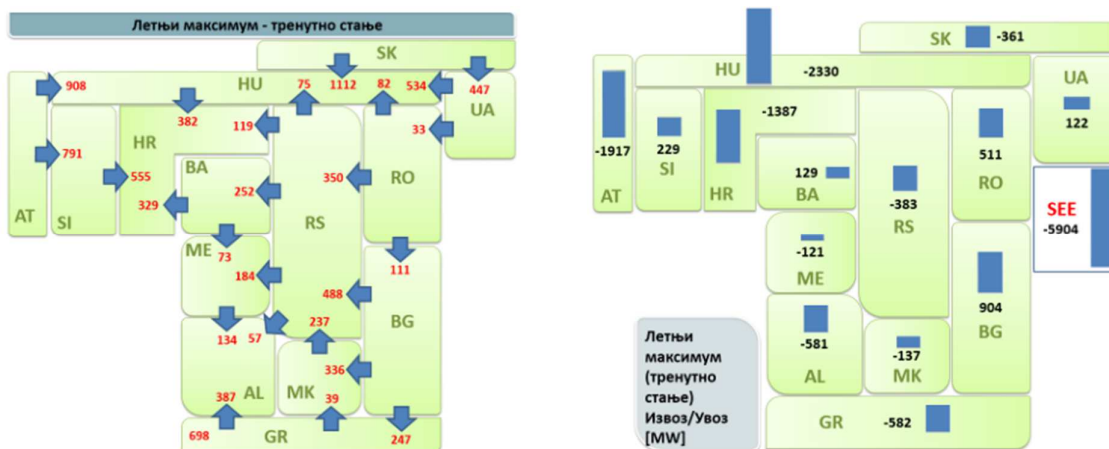 Летњи максимум - тренутно стање
SK
908
HU
75
1112
82
534
447
UA
382
HR
119
33
791
BA
555
252
350
RO
329
AT
SI
RS
ME
73
184
111
488
BG
237
134
57
336
AL
MK
387
39
698
GR
247
SK
-361
HU
-2330
UA
-1387
122
-1917
229
511
SI
129
RO
AT
HR
BA
-383
SEE
RS
-5904
-121
ME
904
BG
Летњи
максимум
(тренутно
стање)
Извоз/Увоз
[MW]
-581
-137
AL
MK
GR
-582